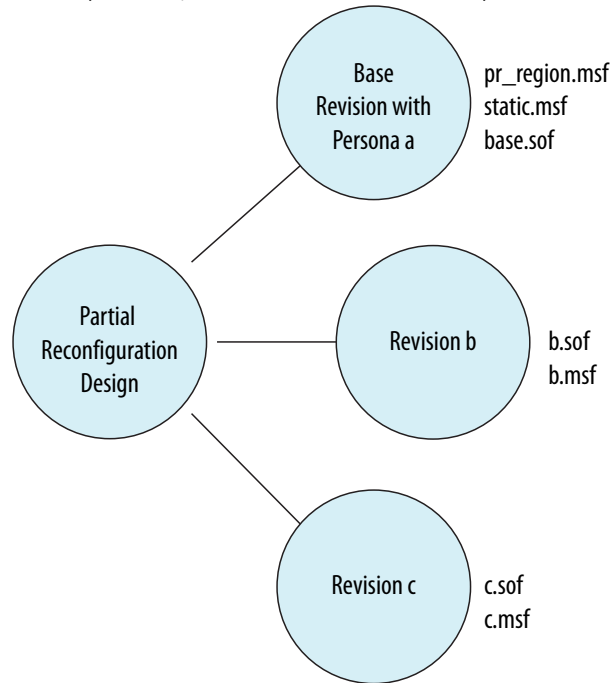 Base
Revision with
Persona a
pr_region.msf
static.msf
base.sof
Partial
Reconfiguration
Design
Revision b
b.sof
b.msf
Revision c
c.sof
c.msf